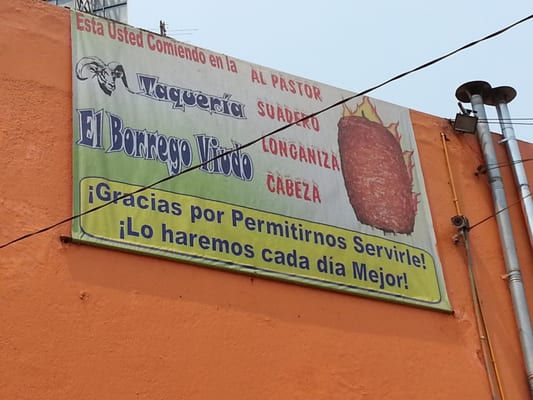 Esta Usted Comiendo en la
Taquería
El Borrego Viudo
AL PASTOR
SUADERO
LONGANIZA
CABEZA
¡Gracias por Permitirnos Servirle!
¡Lo haremos cada día Mejor!